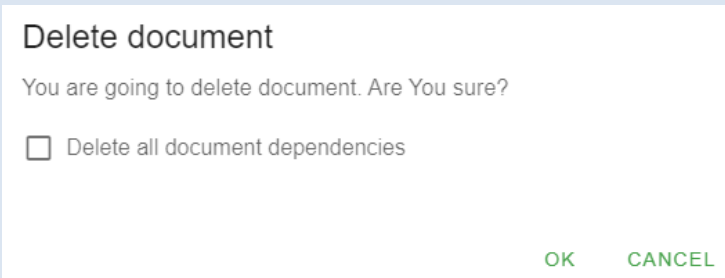 Delete document
You are going to delete document. Are You sure?
Delete all document dependencies
OK CANCEL